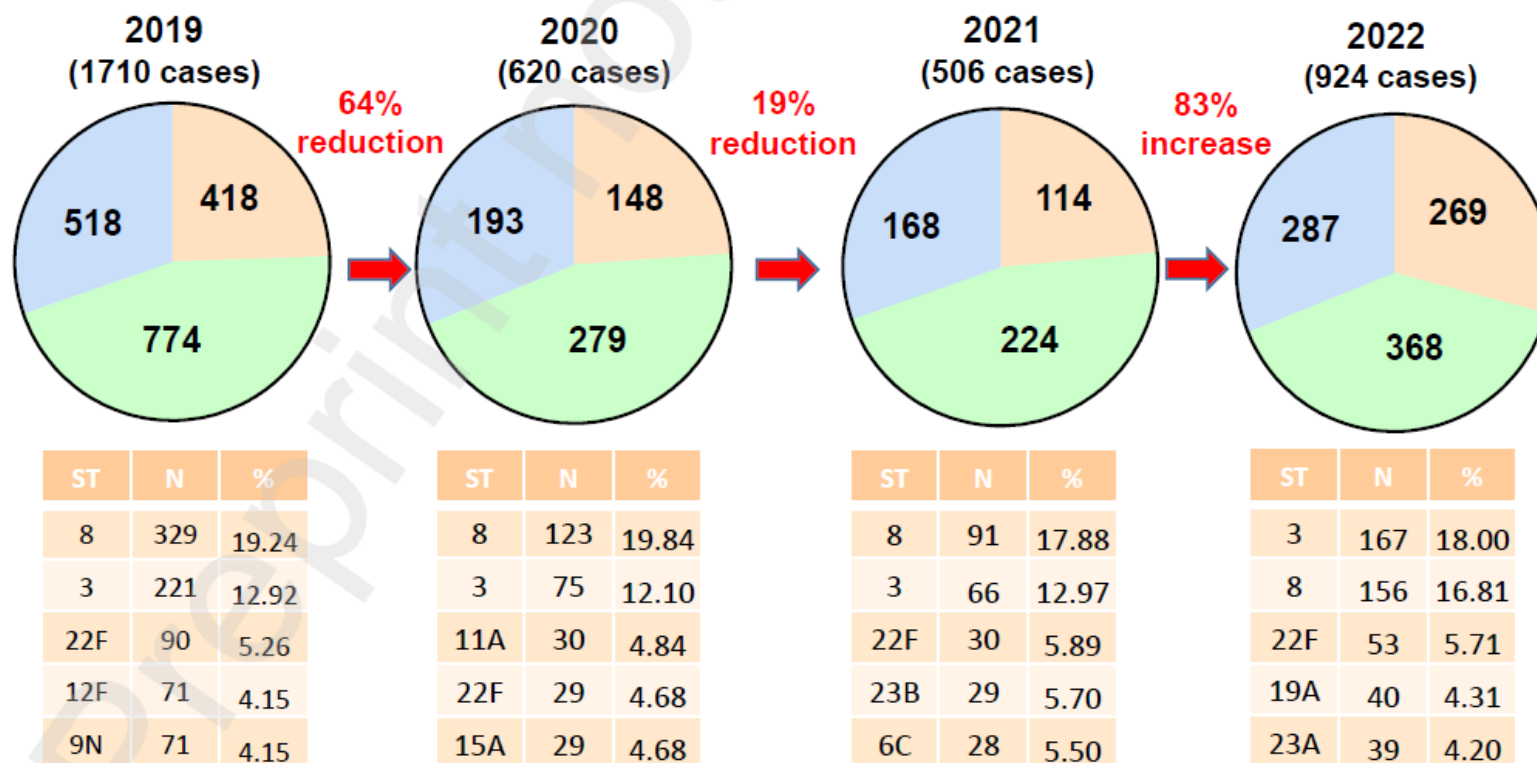 2019
(1710 cases)
64%
reduction
2020
(620 cases)
19%
reduction
2021
(506 cases)
83%
increase
2022
(924 cases)
518
418
774
193
148
279
168
114
224
287
269
368
ST N %
8 329 19.24
3 221 12.92
22F 90 5.26
12F 71 4.15
9N 71 4.15
ST N %
8 123 19.84
3 75 12.10
11A 30 4.84
22F 29 4.68
15A 29 4.68
ST N %
8 91 17.88
3 66 12.97
22F 30 5.89
23B 29 5.70
6C 28 5.50
ST N %
3 167 18.00
8 156 16.81
22F 53 5.71
19A 40 4.31
23A 39 4.20
Preprint no